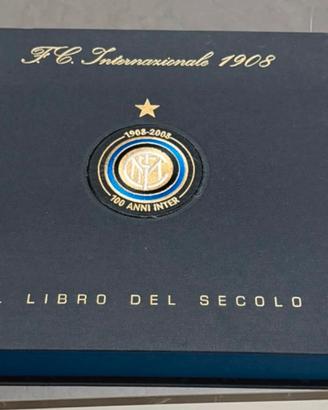 F.C. Internazionale 1908
1908-2008
100 ANNI INTER
LIBRO DEL SECOLO